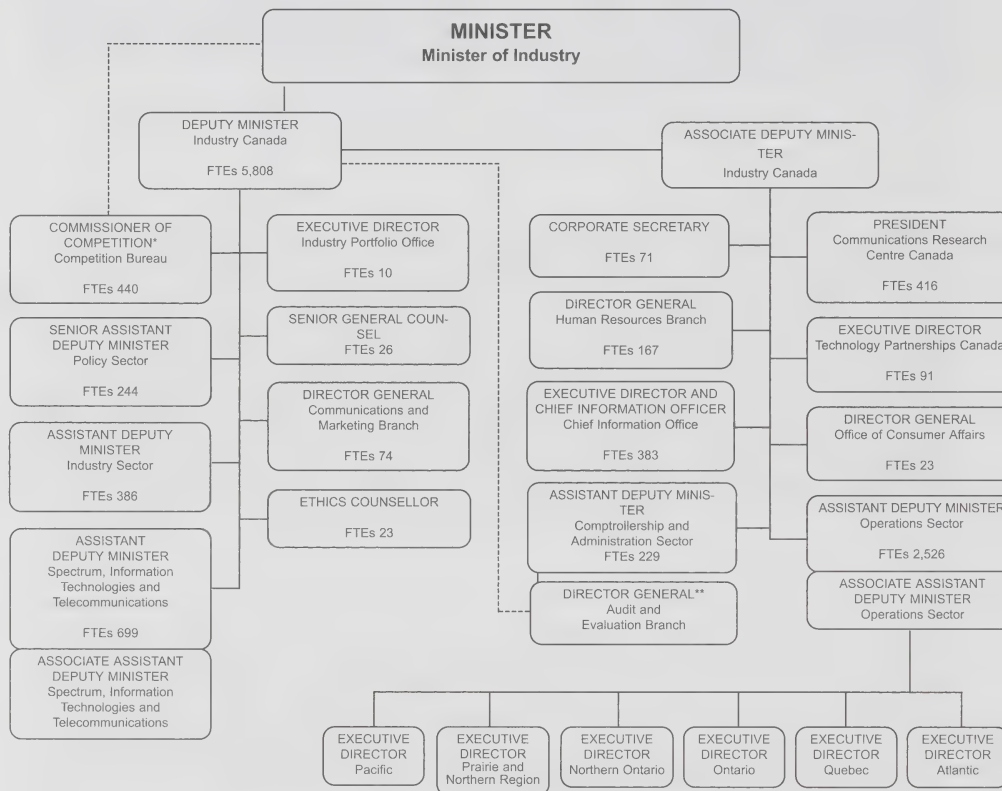 MINISTER
Minister of Industry
DEPUTY MINISTER
Industry Canada
FTEs 5,808
ASSOCIATE DEPUTY MINIS-
TER
Industry Canada
COMMISSIONER OF
COMPETITION*
Competition Bureau
FTEs 440
EXECUTIVE DIRECTOR
Industry Portfolio Office
FTEs 10
CORPORATE SECRETARY
FTEs 71
PRESIDENT
Communications Research
Centre Canada
FTEs 416
SENIOR ASSISTANT
DEPUTY MINISTER
Policy Sector
FTEs 244
SENIOR GENERAL COUN-
SEL
FTEs 26
DIRECTOR GENERAL
Human Resources Branch
FTEs 167
EXECUTIVE DIRECTOR
Technology Partnerships Canada
FTEs 91
ASSISTANT DEPUTY
MINISTER
Industry Sector
FTEs 386
DIRECTOR GENERAL
Communications and
Marketing Branch
FTEs 74
EXECUTIVE DIRECTOR AND
CHIEF INFORMATION OFFICER
Chief Information Office
FTEs 383
DIRECTOR GENERAL
Office of Consumer Affairs
FTEs 23
ASSISTANT
DEPUTY MINISTER
Spectrum, Information
Technologies and
Telecommunications
FTEs 699
ETHICS COUNSELLOR
FTEs 23
ASSISTANT DEPUTY MINIS-
TER
Comptrollership and
Administration Sector
FTEs 229
ASSISTANT DEPUTY MINISTER
Operations Sector
FTEs 2,526
ASSOCIATE ASSISTANT
DEPUTY MINISTER
Spectrum, Information
Technologies and
Telecommunications
DIRECTOR GENERAL**
Audit and
Evaluation Branch
ASSOCIATE ASSISTANT
DEPUTY MINISTER
Operations Sector
EXECUTIVE
DIRECTOR
Pacific
EXECUTIVE
DIRECTOR
Prairie and
Northern Region
EXECUTIVE
DIRECTOR
Northern Ontario
EXECUTIVE
DIRECTOR
Ontario
EXECUTIVE
DIRECTOR
Quebec
EXECUTIVE
DIRECTOR
Atlantic